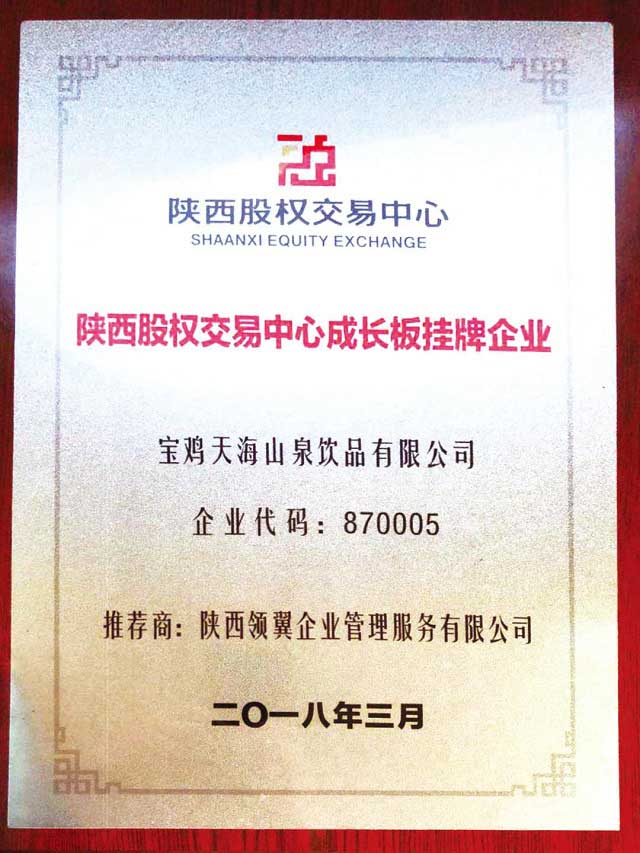 陕西股权交易中心
SHAANXI EQUITY EXCHANGE
陕西股权交易中心成长板挂牌企业
宝鸡天海山泉饮品有限公司
企业代码：870005
推荐商：陕西领翼企业管理服务有限公司
二〇一八年三月